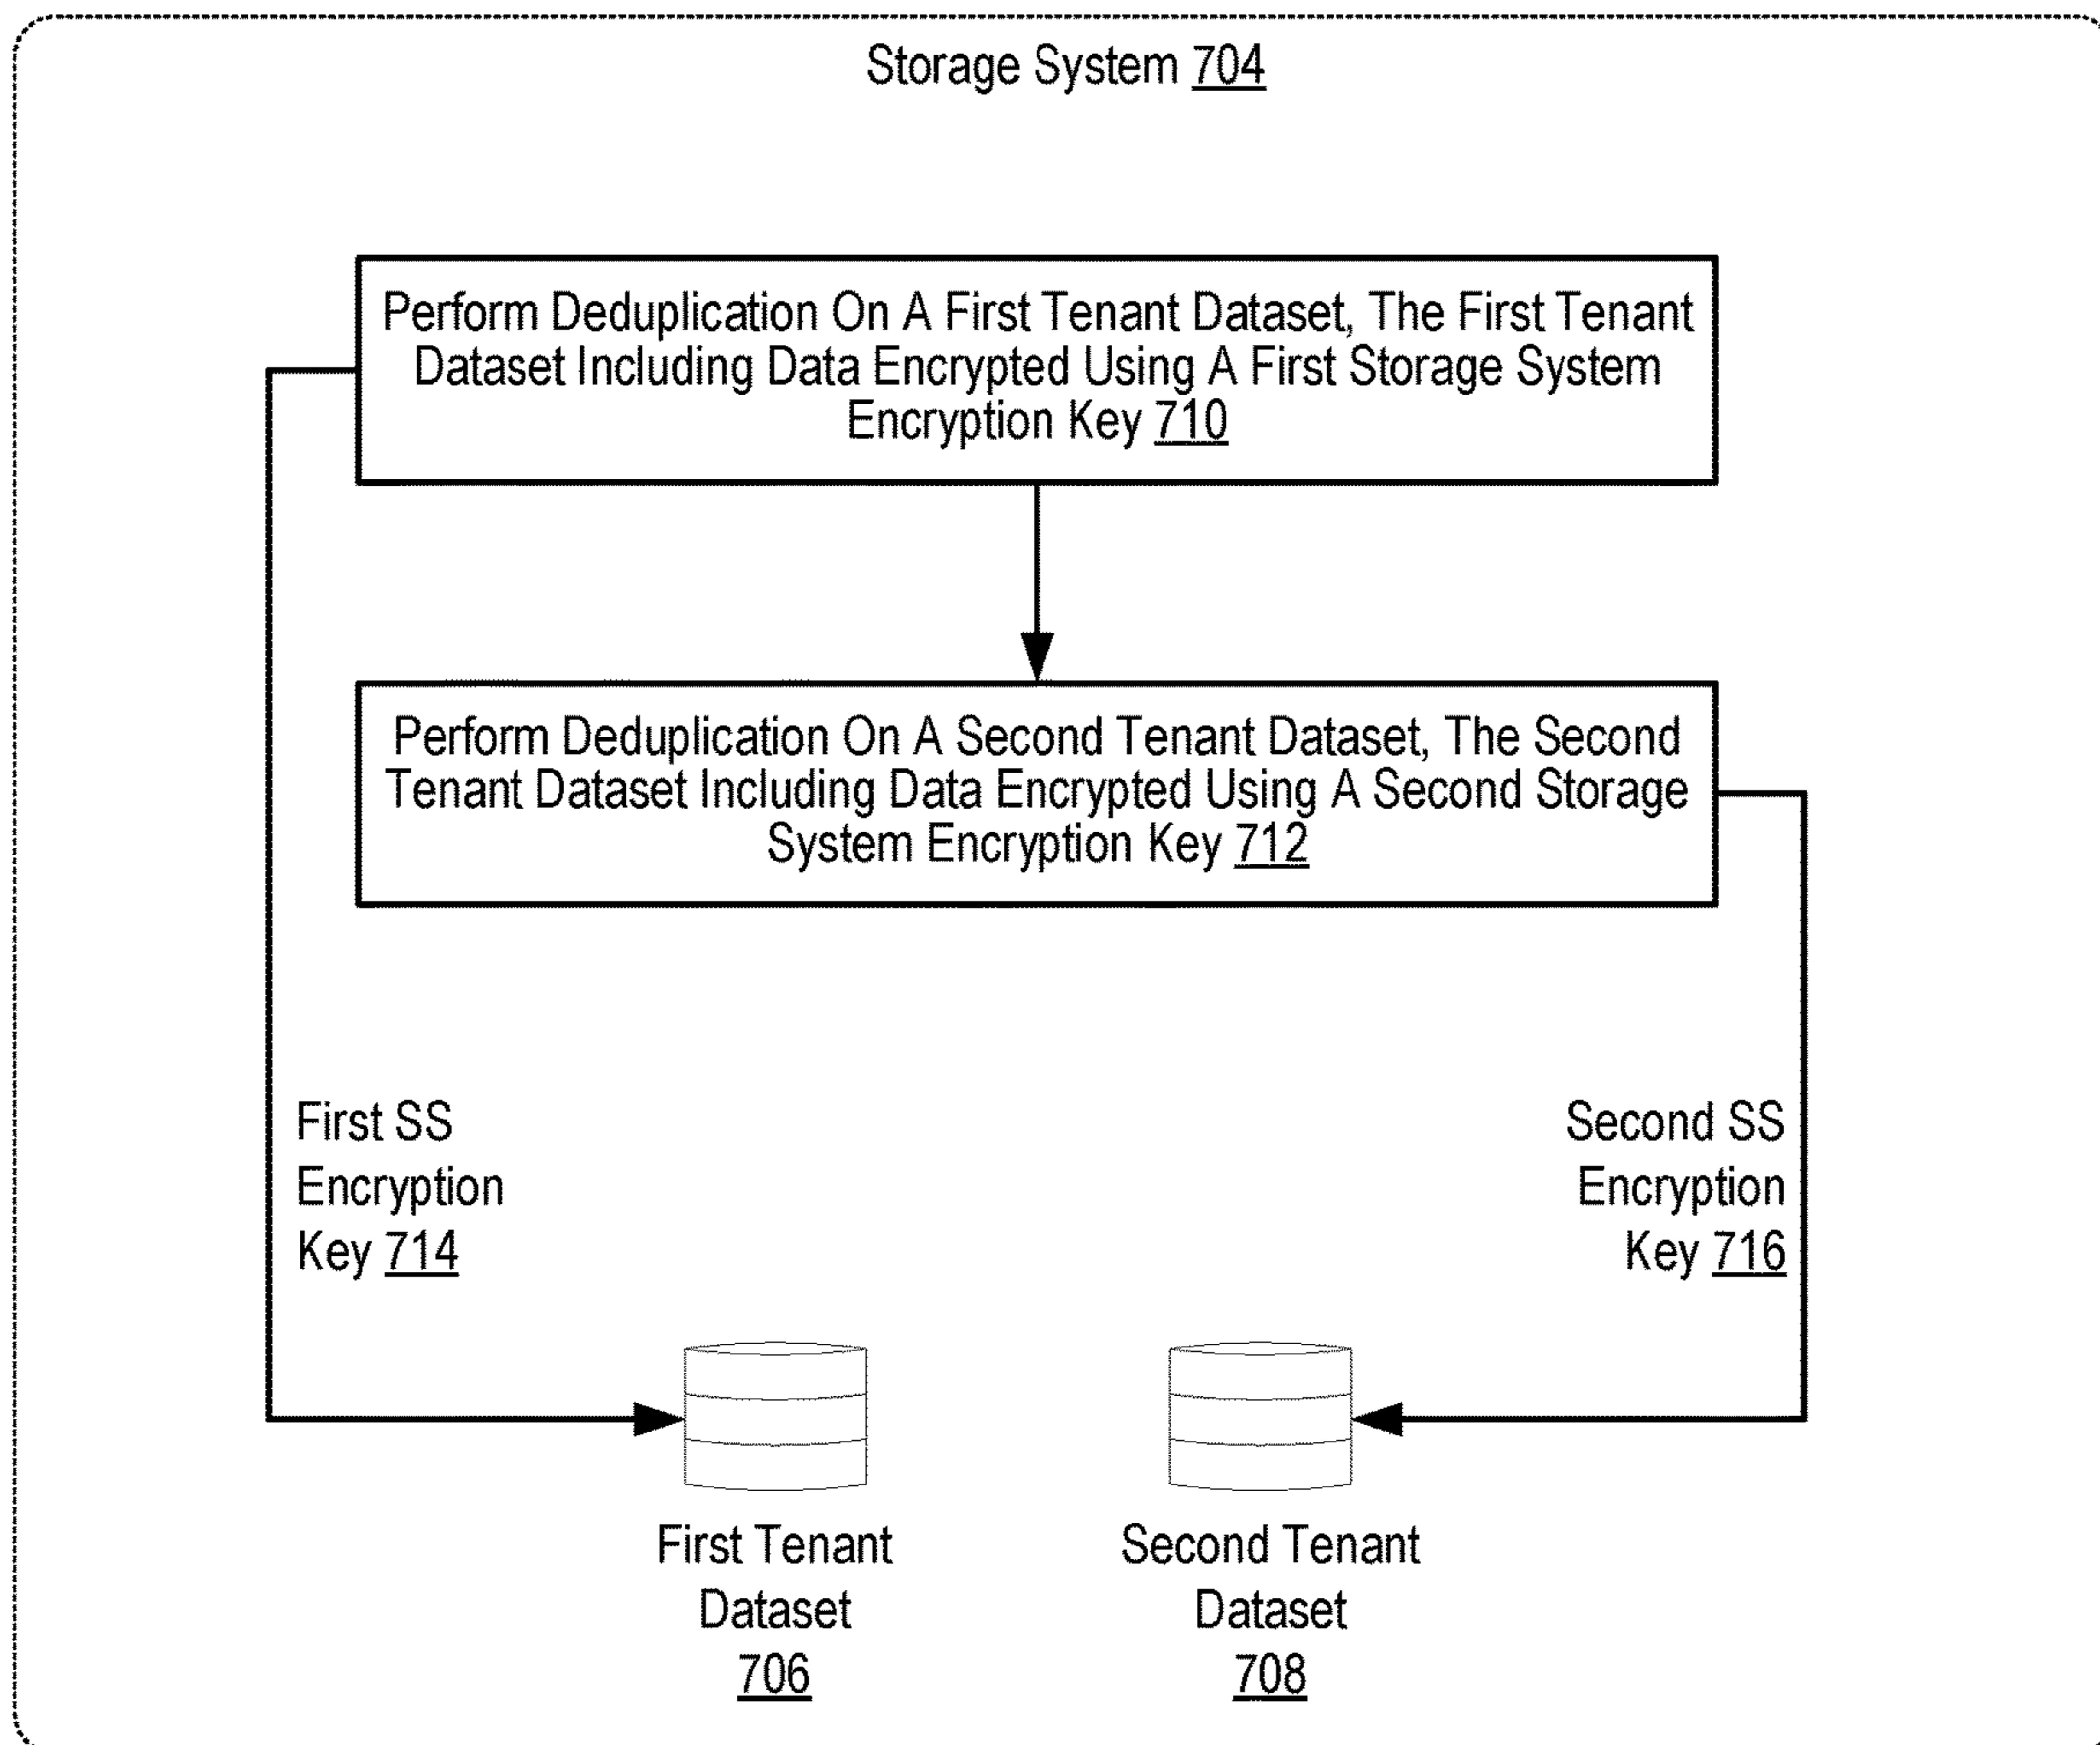 Storage System 704
Perform Deduplication On A First Tenant Dataset, The First Tenant
Dataset Including Data Encrypted Using A First Storage System
Encryption Key 710
Perform Deduplication On A Second Tenant Dataset, The Second
Tenant Dataset Including Data Encrypted Using A Second Storage
System Encryption Key 712
First SS
Encryption
Key 714
Second SS
Encryption
Key 716
First Tenant
Dataset
706
Second Tenant
Dataset
708